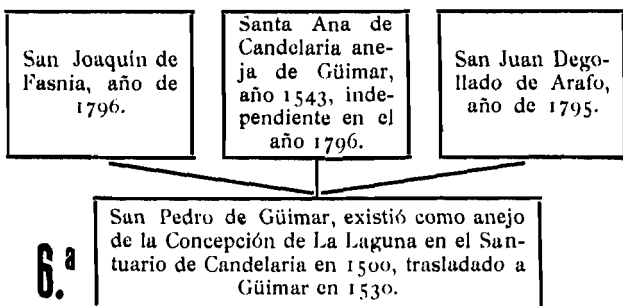 San Joaquín de
Fasnia, año de
1796.
Santa Ana de
Candelaria ane-
ja de Güimar,
año 1543, inde-
pendiente en el
año 1796.
San Juan Dego-
llado de Arafo,
año de 1795.
6.ª
San Pedro de Güimar, existió como anejo
de la Concepción de La Laguna en el San-
tuario de Candelaria en 1500, trasladado a
Güimar en 1530.